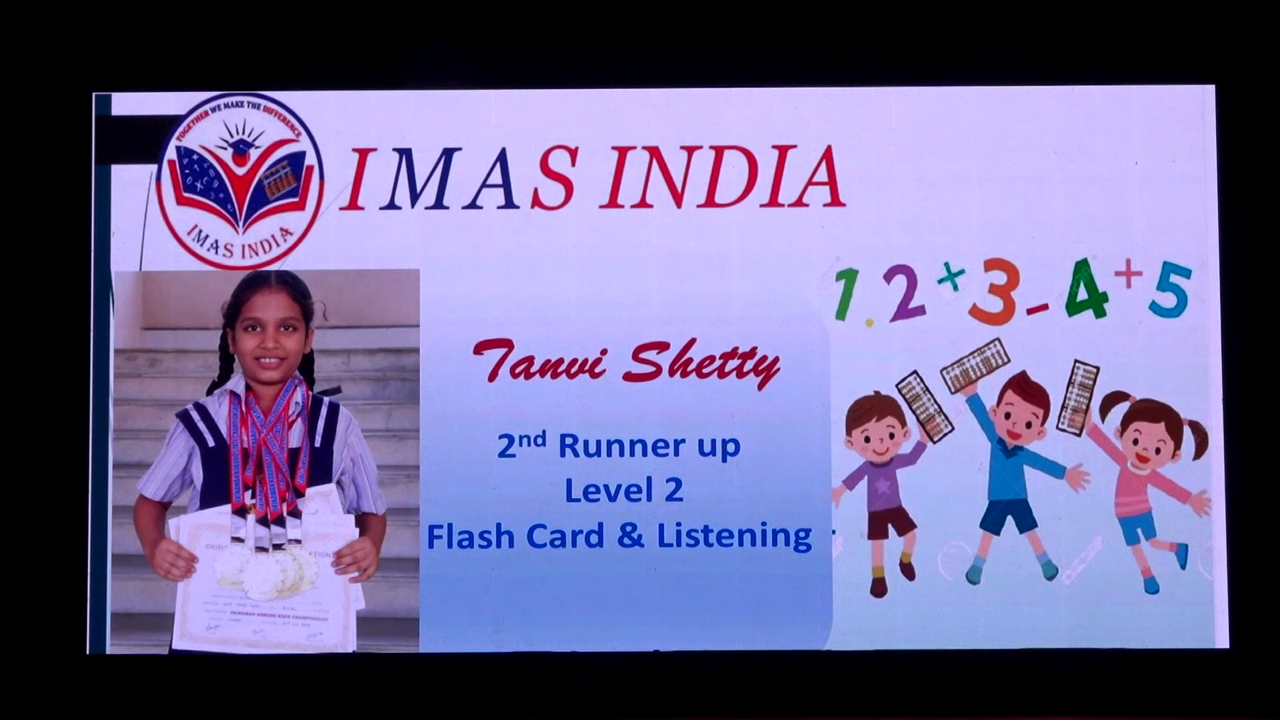 TOGETHER WE MAKE THE DIFFERENCE
IMAS INDIA
IMAS INDIA
1 2 + 3 - 4 + 5
Tanvi Shetty
2nd Runner up
Level 2
Flash Card & Listening